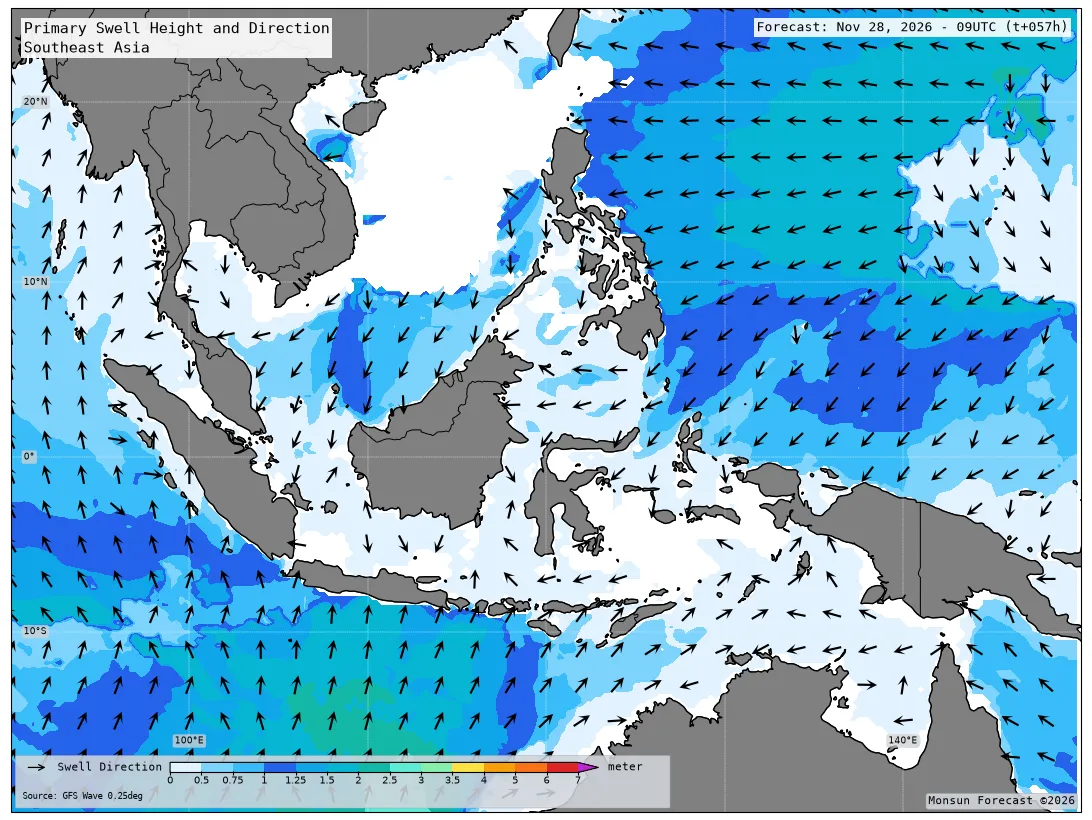 Primary Swell Height and Direction
Southeast Asia
Forecast: Nov 28, 2026 - 09UTC (t+057h)
20°N
10°N
0°
10°S
100°E
140°E
Swell Direction
0 0.5 0.75 1 1.25 1.5 2 2.5 3 3.5 4 5 6 7
meter
Source: GFS Wave 0.25deg
Monsun Forecast ©2026